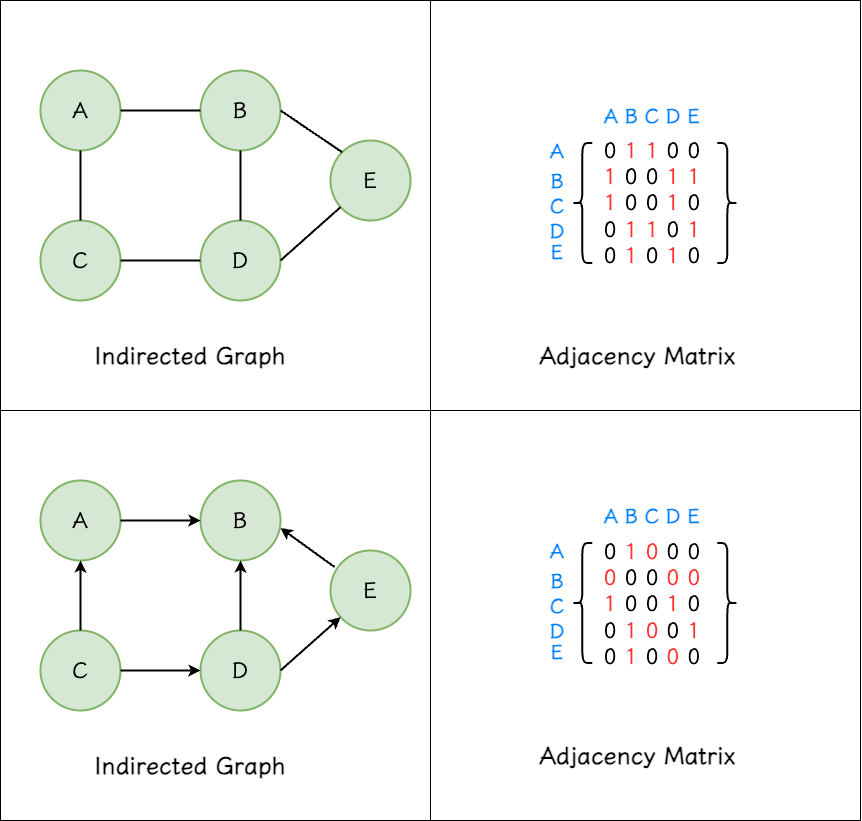 A
B
E
C
D
Indirected Graph
A B C D E
A 0 1 1 0 0
B 1 0 0 1 1
C 1 0 0 1 0
D 0 1 1 0 1
E 0 1 0 1 0
Adjacency Matrix
A
B
E
C
D
Indirected Graph
A B C D E
A 0 1 0 0 0
B 0 0 0 0 0
C 1 0 0 1 0
D 0 1 0 0 1
E 0 1 0 0 0
Adjacency Matrix